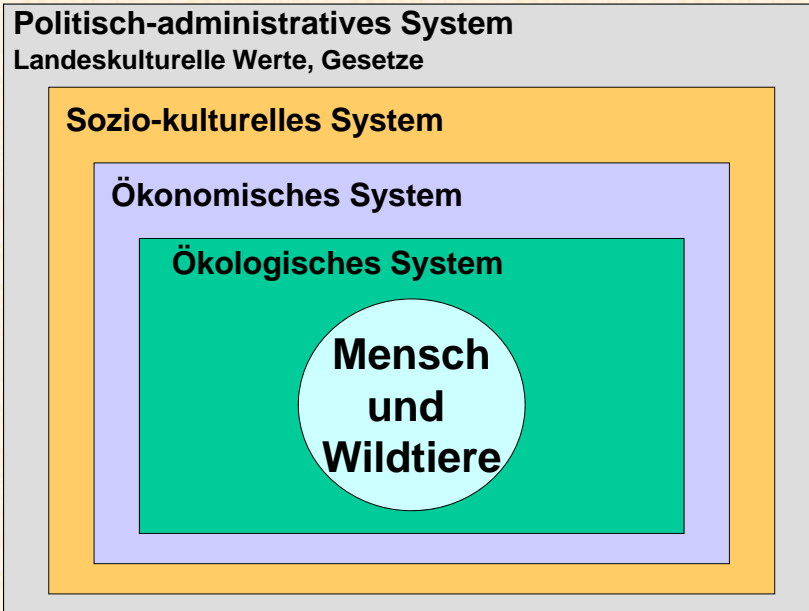 Politisch-administratives System
Landeskulturelle Werte, Gesetze
Sozio-kulturelles System
Ökonomisches System
Ökologisches System
Mensch
und
Wildtiere